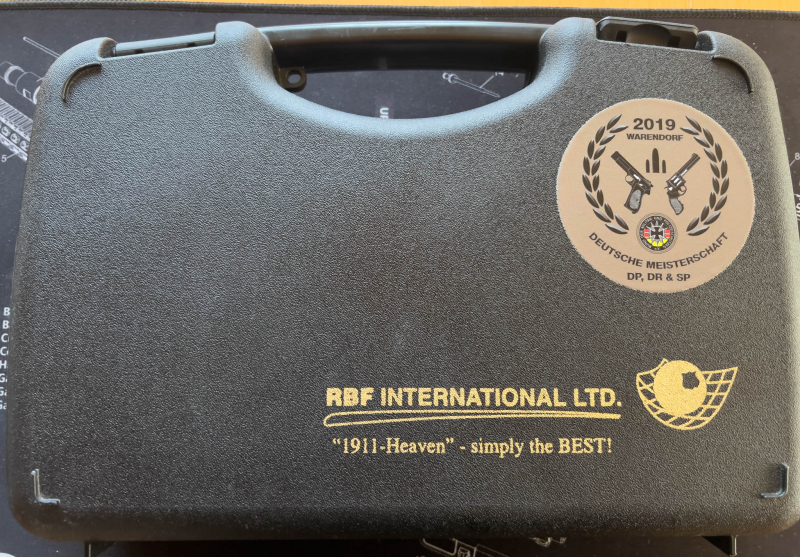 2019
WARENDORF
DEUTSCHE MEISTERSCHAFT
DP, DR & SP
RBF INTERNATIONAL LTD.
“1911-Heaven” - simply the BEST!